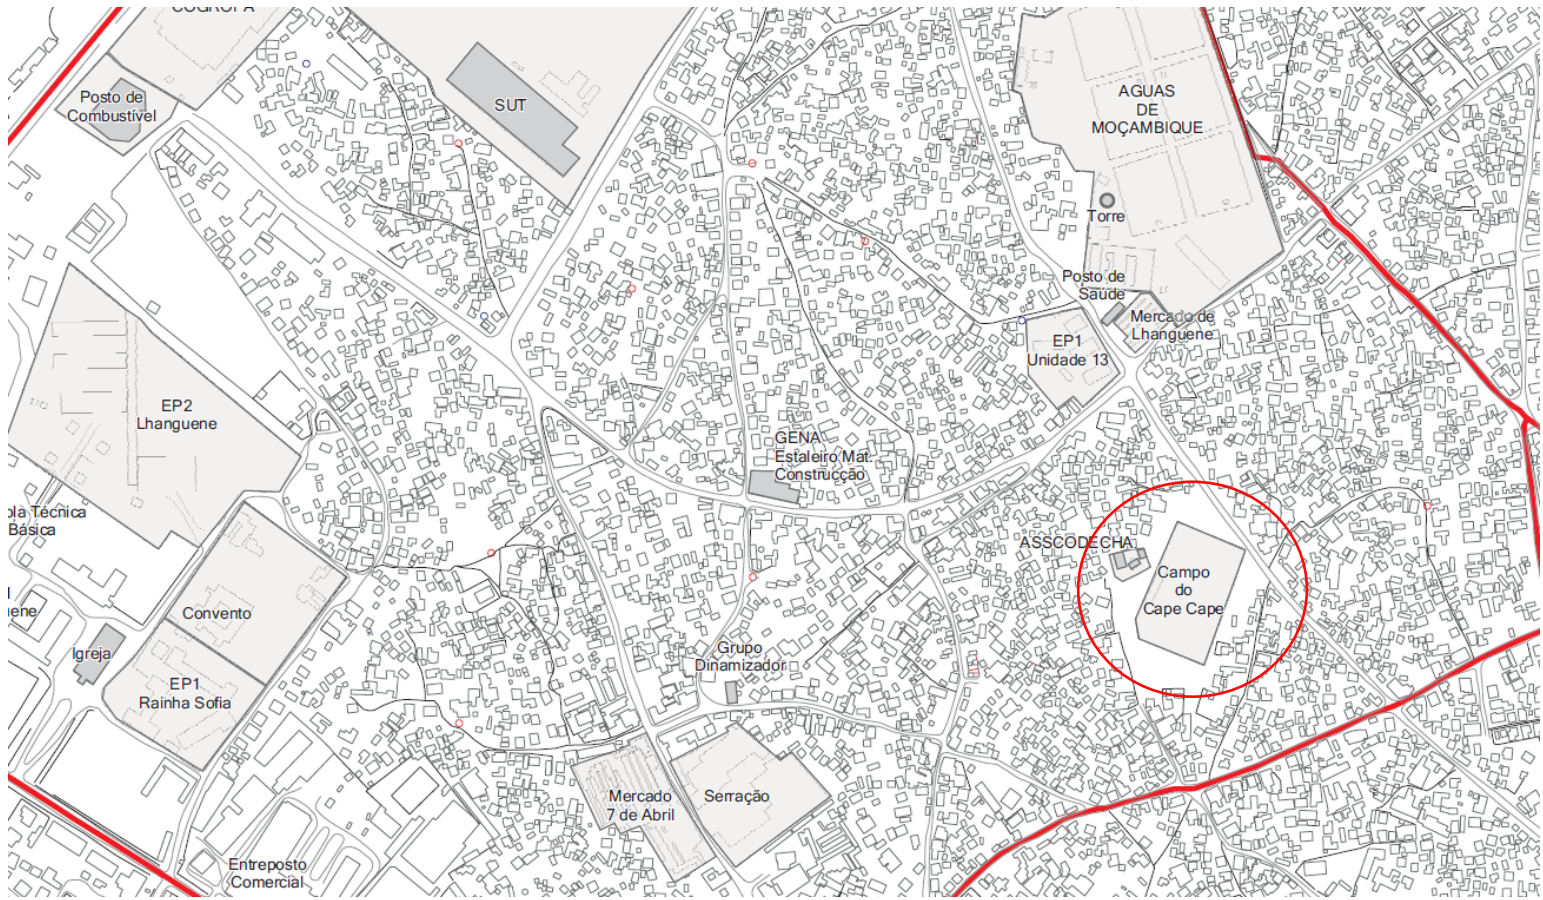 COGROPA
Posto de
Combustível
SUT
AGUAS
DE
MOÇAMBIQUE
Torre
Posto de
Saúde
Mercado de
Lhanguene
EP1
Unidade 13
EP2
Lhanguene
GENA
Estaleiro Mat.
Construcção
ola Técnica
Básica
ASSCODECHA
Campo
do
Cape Cape
Convento
uene
Igreja
Grupo
Dinamizador
EP1
Rainha Sofia
Mercado
7 de Abril
Serração
Entreposto
Comercial